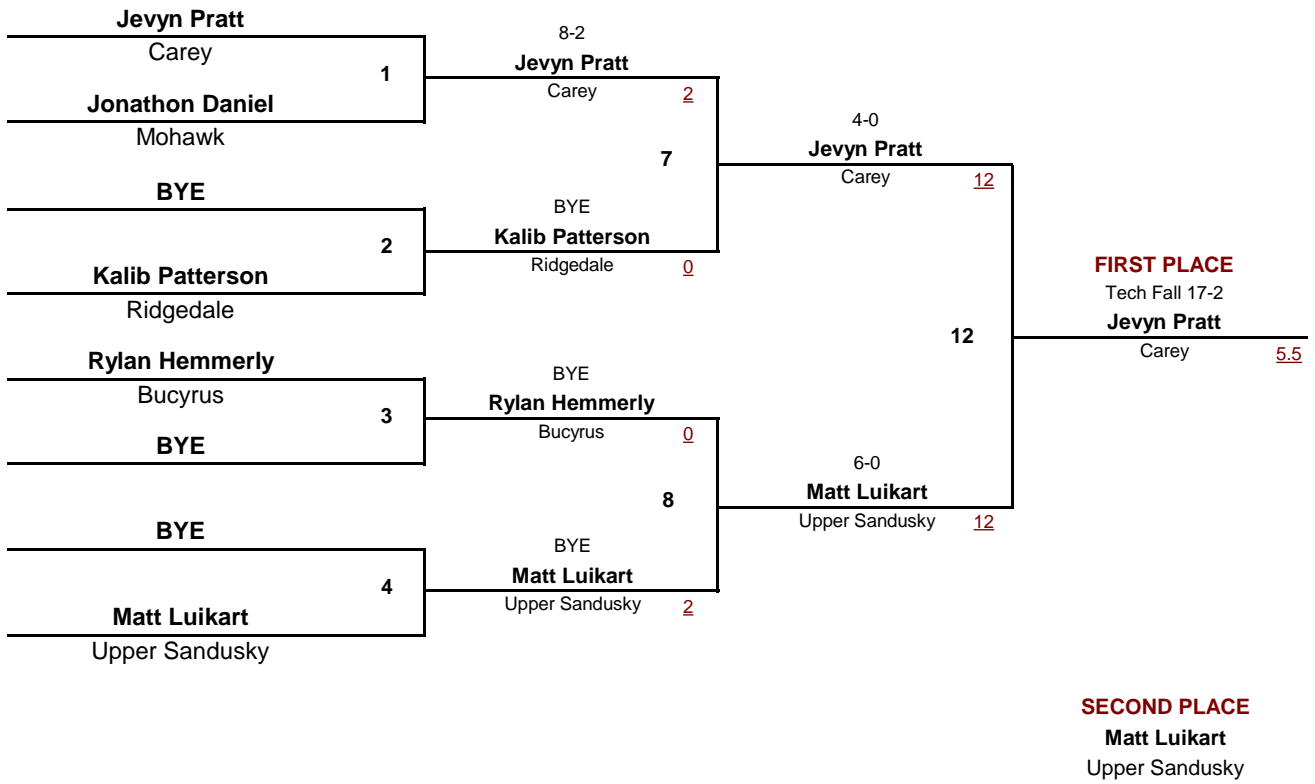 Jevyn Pratt
Carey
1
Jonathon Daniel
Mohawk
BYE
2
Kalib Patterson
Ridgedale
Rylan Hemmerly
Bucyrus
3
BYE
BYE
4
Matt Luikart
Upper Sandusky
8-2
Jevyn Pratt
Carey 2
7
BYE
Kalib Patterson
Ridgedale 0
BYE
Rylan Hemmerly
Bucyrus 0
8
BYE
Matt Luikart
Upper Sandusky 2
4-0
Jevyn Pratt
Carey 12
12
6-0
Matt Luikart
Upper Sandusky 12
FIRST PLACE
Tech Fall 17-2
Jevyn Pratt
Carey 5.5
SECOND PLACE
Matt Luikart
Upper Sandusky